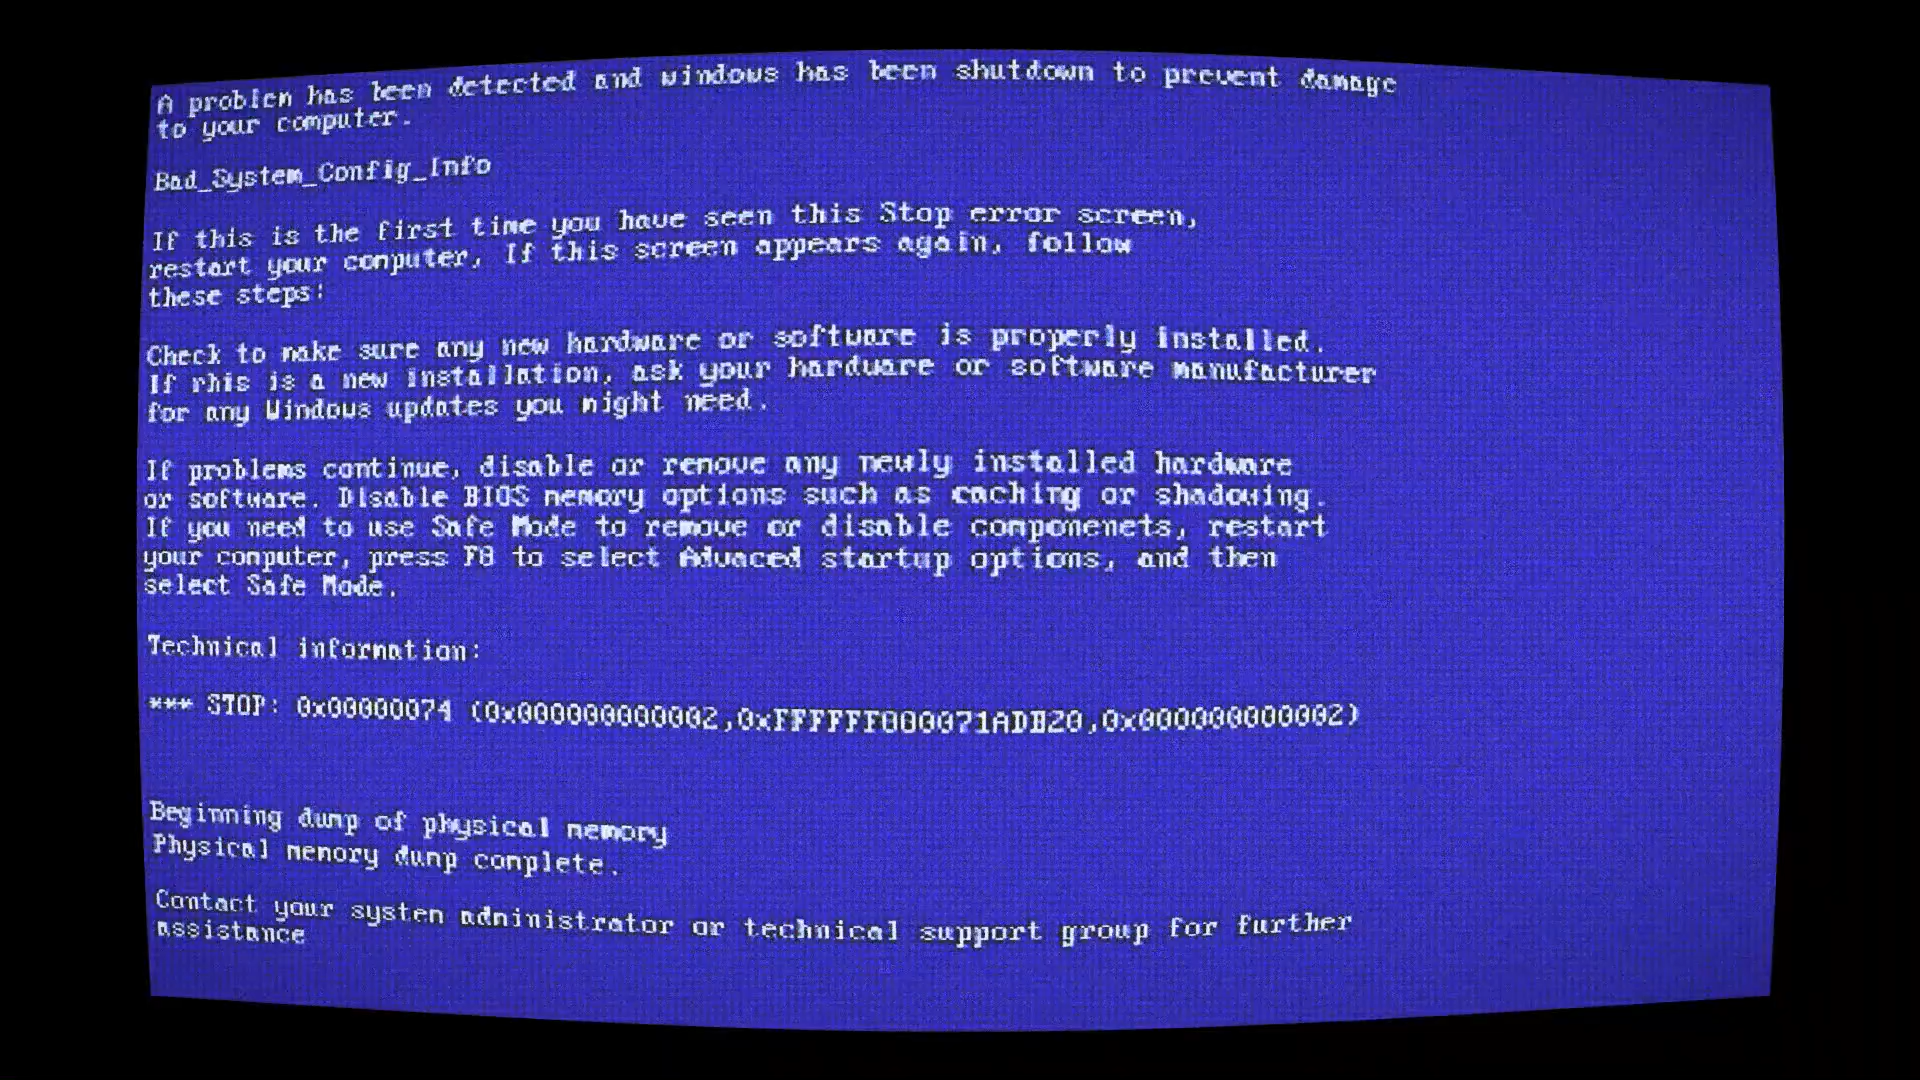 A problem has been detected and windows has been shutdown to prevent damage
to your computer.
Bad_System_Config_Info
If this is the first time you have seen this Stop error screen,
restart your computer, If this screen appears again, follow
these steps:
Check to make sure any new hardware or software is properly installed.
If rhis is a new installation, ask your hardware or software manufacturer
for any Windows updates you might need.
If problems continue, disable or remove any newly installed hardware
or software. Disable BIOS memory options such as caching or shadowing.
If you need to use Safe Mode to remove or disable componenets, restart
your computer, press F8 to select Advaced startup options, and then
select Safe Mode.
Technical information:
*** STOP: 0x00000074 (0x000000000002,0xFFFFFF000071ADB20,0x000000000002)
Beginning dump of physical memory
Physical memory dump complete.
Contact your system administrator or technical support group for further
assistance